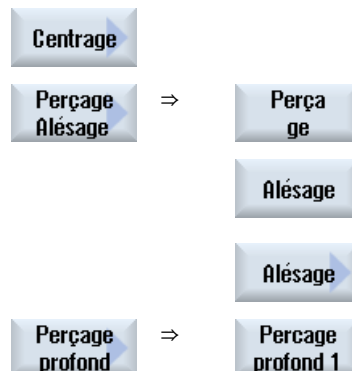 Centrage
Perçage ⇒ Perça
Alésage ge
Alésage
Alésage
Perçage ⇒ Percage
profond profond 1